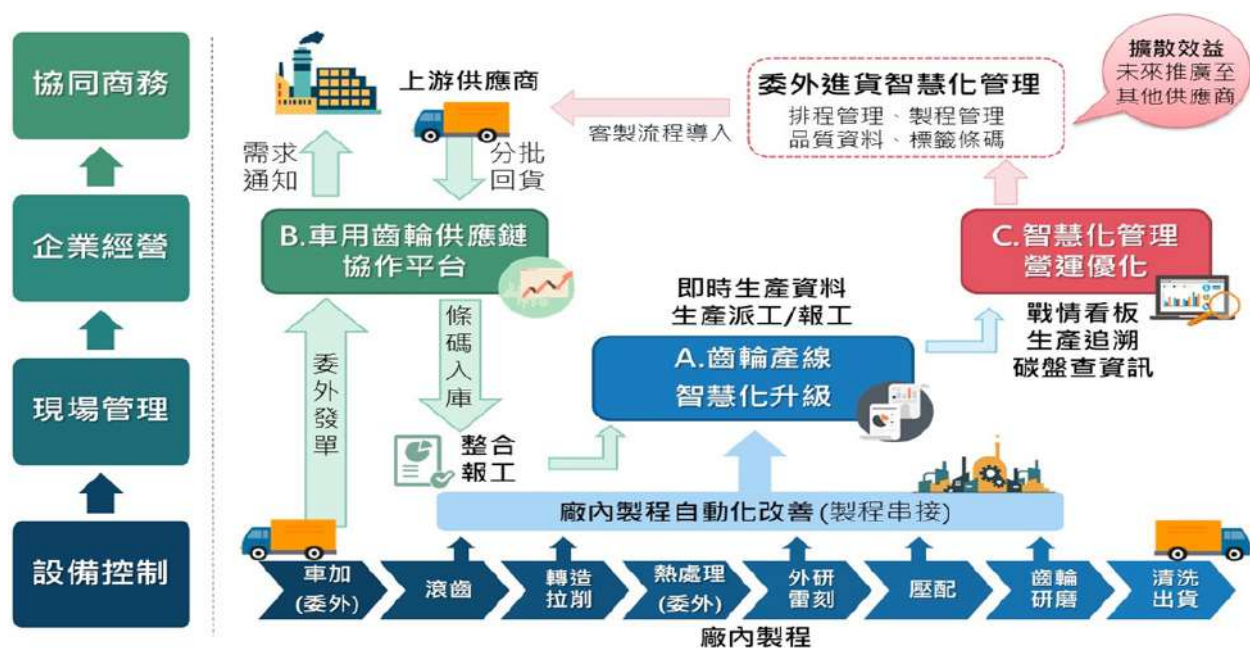 協同商務
企業經營
現場管理
設備控制
上游供應商
需求
通知
分批
回貨
客製流程導入
委外進貨智慧化管理
排程管理、製程管理
品質資料、標籤條碼
擴散效益
未來推廣至
其他供應商
B.車用齒輪供應鏈
協作平台
C.智慧化管理
營運優化
即時生產資料
生產派工/報工
戰情看板
生產追溯
碳盤查資訊
A.齒輪產線
智慧化升級
委外發單
條碼入庫
整合
報工
廠內製程自動化改善(製程串接)
車加
(委外)
滾齒
轉造
拉削
熱處理
(委外)
外研
雷刻
壓配
齒輪
研磨
清洗
出貨
廠內製程